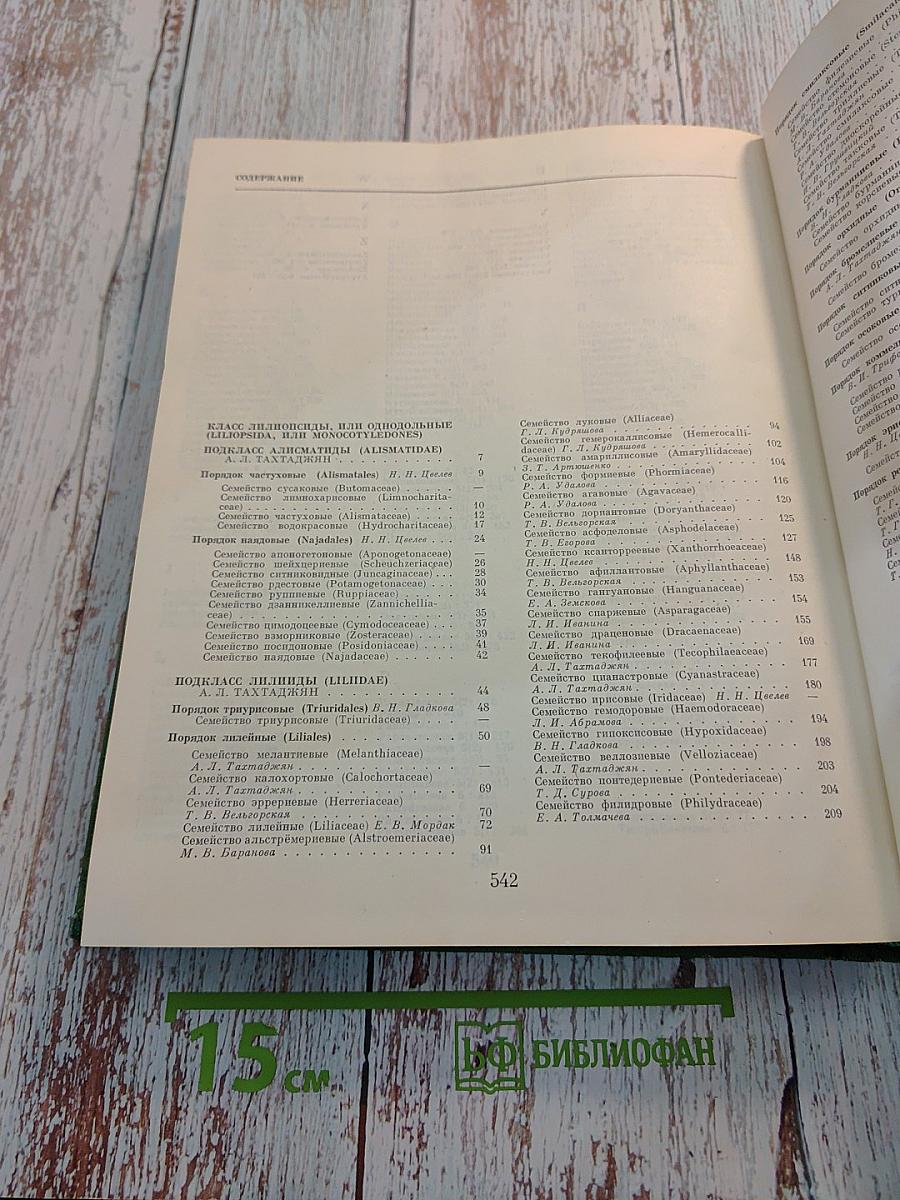 СОДЕРЖАНИЕ
КЛАСС ЛИЛИОПСИДЫ, ИЛИ ОДНОДОЛЬНЫЕ
(LILIOPSIDA, ИЛИ MONOCOTYLEDONES)
ПОДКЛАСС АЛИСМАТИДЫ (ALISMATIDAE)
А. Л. ТАХТАДЖЯН . . . . . . . . . . . . 7
Порядок частуховые (Alismatales) Н. Н. Цвелев 9
Семейство сусаковые (Butomaceae) . . . . . —
Семейство лимнохарисовые (Limnocharita-
ceae) . . . . . . . . . . . . . . . . . 10
Семейство частуховые (Alismataceae) . . . . 12
Семейство водокрасовые (Hydrocharitaceae) 17
Порядок наядовые (Najadales) Н. Н. Цвелев . . . 24
Семейство апоногетоновые (Aponogetonaceae) —
Семейство шейхцериевые (Scheuchzeriaceae) 26
Семейство ситниковидные (Juncaginaceae) . . . 28
Семейство рдестовые (Potamogetonaceae) . . . 30
Семейство руппиевые (Ruppiaceae) . . . . . 34
Семейство дзанникеллиевые (Zannichellia-
ceae) . . . . . . . . . . . . . . . . . 35
Семейство цимодоцеевые (Cymodoceaceae) . . . 37
Семейство взморниковые (Zosteraceae) . . . . 39
Семейство посидониевые (Posidoniaceae) . . . . 41
Семейство наядовые (Najadaceae) . . . . . . 42
ПОДКЛАСС ЛИЛИИДЫ (LILIIDAE)
А. Л. ТАХТАДЖЯН . . . . . . . . . . . . 44
Порядок триурисовые (Triuridales) В. Н. Гладкова 48
Семейство триурисовые (Triuridaceae) . . . . —
Порядок лилейные (Liliales) . . . . . . . . . . 50
Семейство мелантиевые (Melanthiaceae)
А. Л. Тахтаджян . . . . . . . . . . . . . —
Семейство калохортовые (Calochortaceae)
А. Л. Тахтаджян . . . . . . . . . . . . . 69
Семейство эррериевые (Herreriaceae)
Т. В. Вельгорская . . . . . . . . . . . . . 70
Семейство лилейные (Liliaceae) Е. В. Мордак 72
Семейство альстрёмериевые (Alstroemeriaceae)
М. В. Баранова . . . . . . . . . . . . . . 91
Семейство луковые (Alliaceae)
Г. Л. Кудряшова . . . . . . . . . . . . . 94
Семейство гемерокаллисовые (Hemerocalli-
daceae) Г. Л. Кудряшова . . . . . . . . . 102
Семейство амариллисовые (Amaryllidaceae)
З. Т. Артюшенко . . . . . . . . . . . . . 104
Семейство формиевые (Phormiaceae)
Р. А. Удалова . . . . . . . . . . . . . . 116
Семейство агавовые (Agavaceae)
Р. А. Удалова . . . . . . . . . . . . . . 120
Семейство дориантовые (Doryanthaceae)
Т. В. Вельгорская . . . . . . . . . . . . . 125
Семейство асфоделовые (Asphodelaceae)
Т. В. Егорова . . . . . . . . . . . . . . 127
Семейство ксанторреевые (Xanthorrhoeaceae)
Н. Н. Цвелев . . . . . . . . . . . . . . 148
Семейство афиллантовые (Aphyllanthaceae)
Т. В. Вельгорская . . . . . . . . . . . . . 153
Семейство гангуановые (Hanguanaceae)
Е. А. Земскова . . . . . . . . . . . . . . 154
Семейство спаржевые (Asparagaceae)
Л. И. Иванина . . . . . . . . . . . . . . 155
Семейство драценовые (Dracaenaceae)
Л. И. Иванина . . . . . . . . . . . . . . 169
Семейство текофилеевые (Tecophilaeaceae)
А. Л. Тахтаджян . . . . . . . . . . . . . 177
Семейство цианастровые (Cyanastraceae)
А. Л. Тахтаджян . . . . . . . . . . . . . 180
Семейство ирисовые (Iridaceae) Н. Н. Цвелев —
Семейство гемодоровые (Haemodoraceae)
Л. И. Абрамова . . . . . . . . . . . . . . 194
Семейство гипоксисовые (Hypoxidaceae)
В. Н. Гладкова . . . . . . . . . . . . . . 198
Семейство веллозиевые (Velloziaceae)
А. Л. Тахтаджян . . . . . . . . . . . . . 203
Семейство понтедериевые (Pontederiaceae)
Т. Д. Сурова . . . . . . . . . . . . . . . 204
Семейство филидровые (Philydraceae)
Е. А. Толмачева . . . . . . . . . . . . . 209
542
15 см
БФ БИБЛИОФАН